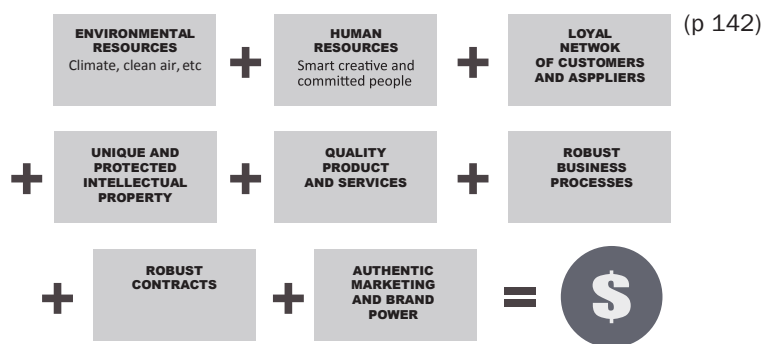 ENVIRONMENTAL
RESOURCES
Climate, clean air, etc
+
HUMAN
RESOURCES
Smart creative and
committed people
+
LOYAL
NETWOK
OF CUSTOMERS
AND ASPPLIERS
(p 142)
+
UNIQUE AND
PROTECTED
INTELLECTUAL
PROPERTY
+
QUALITY
PRODUCT
AND SERVICES
+
ROBUST
BUSINESS
PROCESSES
+
ROBUST
CONTRACTS
+
AUTHENTIC
MARKETING
AND BRAND
POWER
=
$